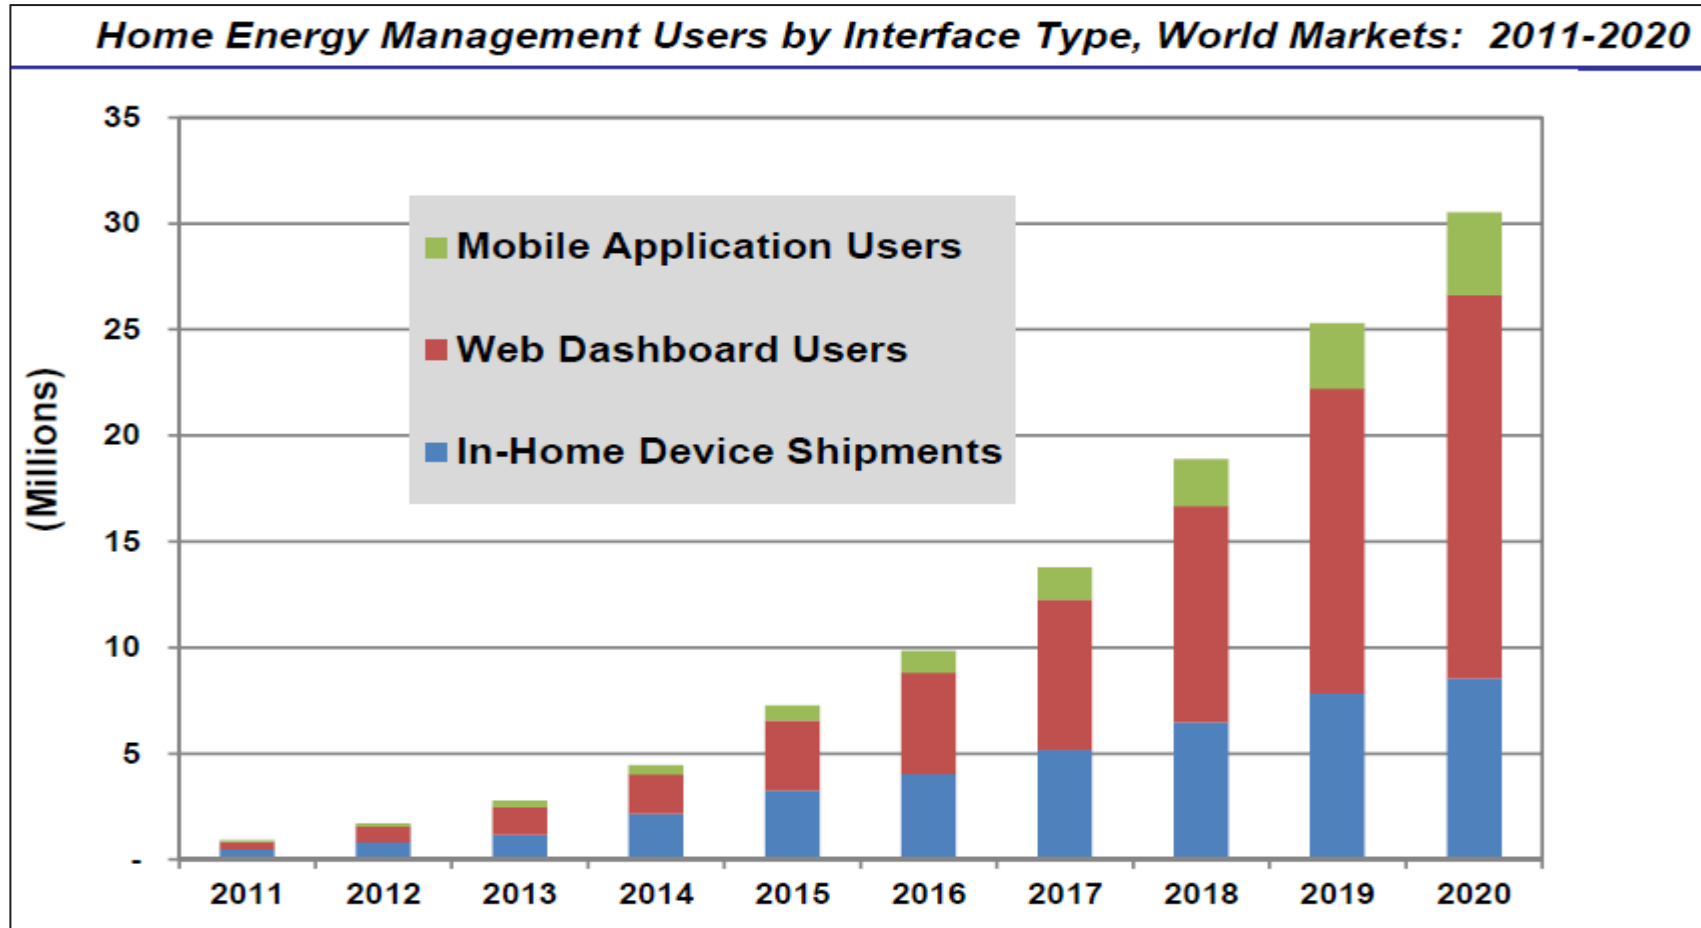 Home Energy Management Users by Interface Type, World Markets: 2011-2020
35
30
25
20
15
10
5
-
(Millions)
Mobile Application Users
Web Dashboard Users
In-Home Device Shipments
2011 2012 2013 2014 2015 2016 2017 2018 2019 2020